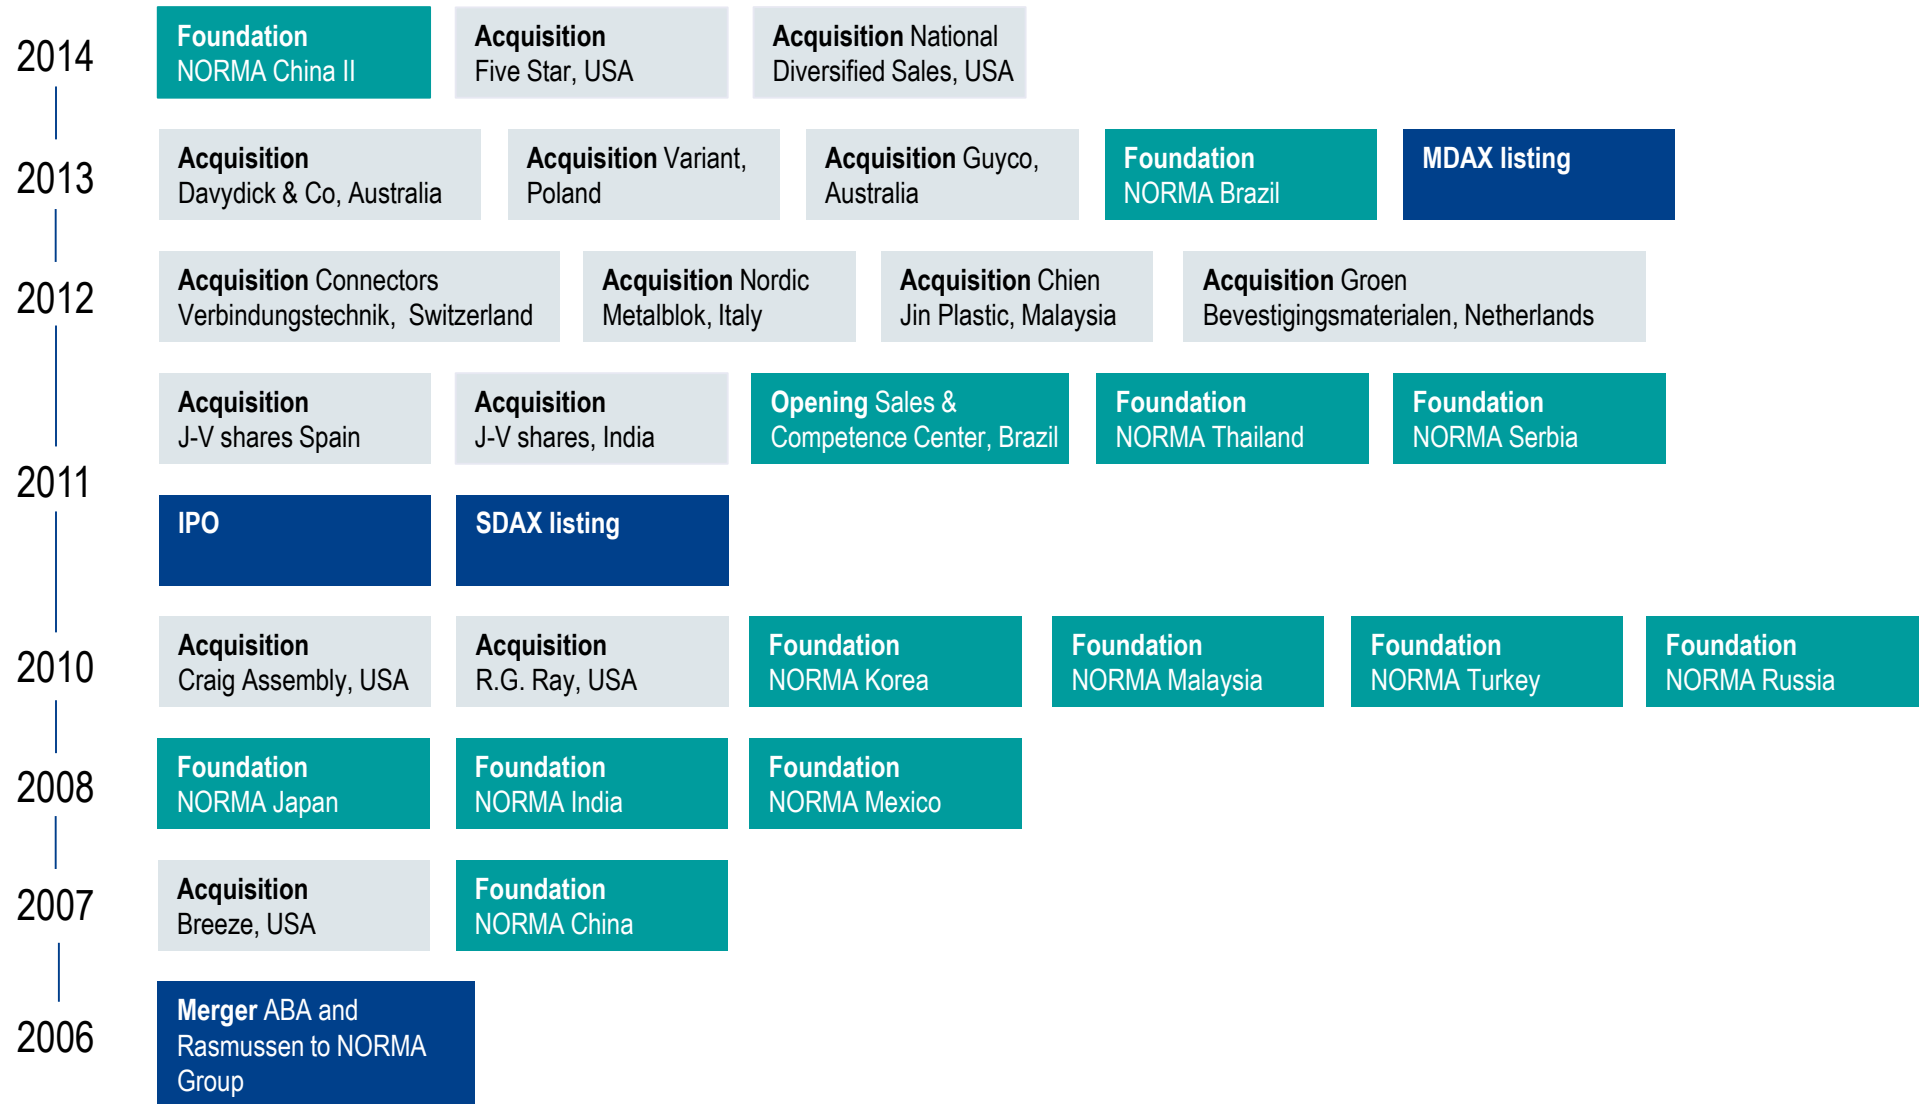 2014
Foundation
NORMA China II
Acquisition
Five Star, USA
Acquisition National
Diversified Sales, USA
2013
Acquisition
Davydick & Co, Australia
Acquisition Variant,
Poland
Acquisition Guyco,
Australia
Foundation
NORMA Brazil
MDAX listing
2012
Acquisition Connectors
Verbindungstechnik, Switzerland
Acquisition Nordic
Metalblok, Italy
Acquisition Chien
Jin Plastic, Malaysia
Acquisition Groen
Bevestigingsmaterialen, Netherlands
2011
Acquisition
J-V shares Spain
Acquisition
J-V shares, India
Opening Sales &
Competence Center, Brazil
Foundation
NORMA Thailand
Foundation
NORMA Serbia
IPO
SDAX listing
2010
Acquisition
Craig Assembly, USA
Acquisition
R.G. Ray, USA
Foundation
NORMA Korea
Foundation
NORMA Malaysia
Foundation
NORMA Turkey
Foundation
NORMA Russia
2008
Foundation
NORMA Japan
Foundation
NORMA India
Foundation
NORMA Mexico
2007
Acquisition
Breeze, USA
Foundation
NORMA China
2006
Merger ABA and
Rasmussen to NORMA
Group